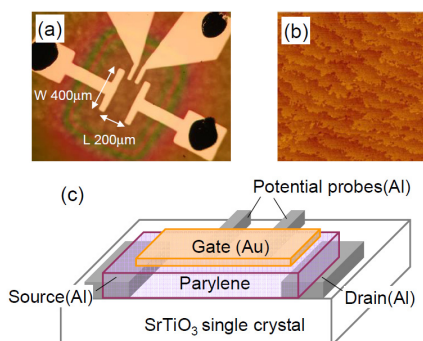 (a)
W 400μm
L 200μm
(b)
(c)
Potential probes(Al)
Gate (Au)
Source(Al)
Parylene
Drain(Al)
SrTiO₃ single crystal